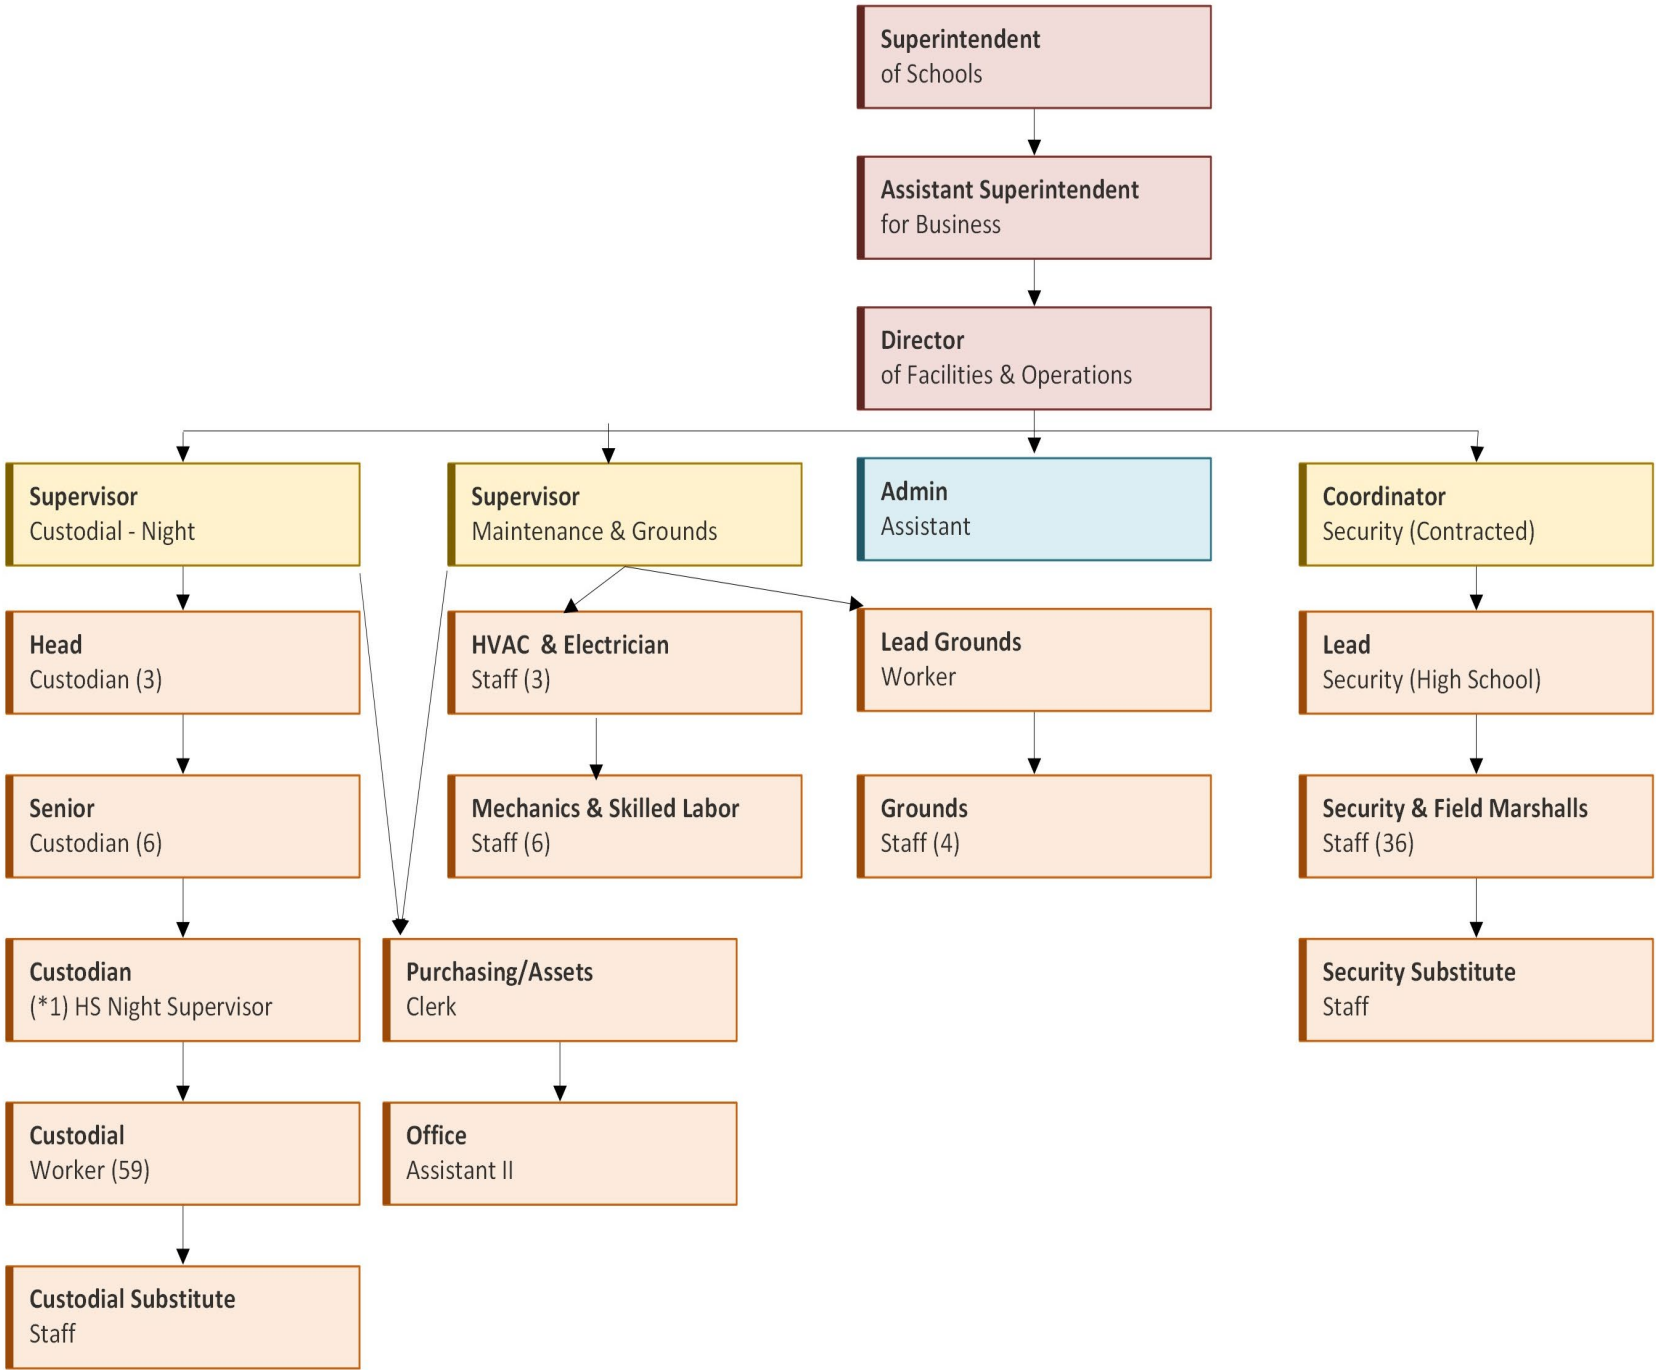 Superintendent
of Schools
Assistant Superintendent
for Business
Director
of Facilities & Operations
Supervisor
Custodial - Night
Supervisor
Maintenance & Grounds
Admin
Assistant
Coordinator
Security (Contracted)
Head
Custodian (3)
HVAC & Electrician
Staff (3)
Lead Grounds
Worker
Lead
Security (High School)
Senior
Custodian (6)
Mechanics & Skilled Labor
Staff (6)
Grounds
Staff (4)
Security & Field Marshalls
Staff (36)
Custodian
(*1) HS Night Supervisor
Purchasing/Assets
Clerk
Security Substitute
Staff
Custodial
Worker (59)
Office
Assistant II
Custodial Substitute
Staff